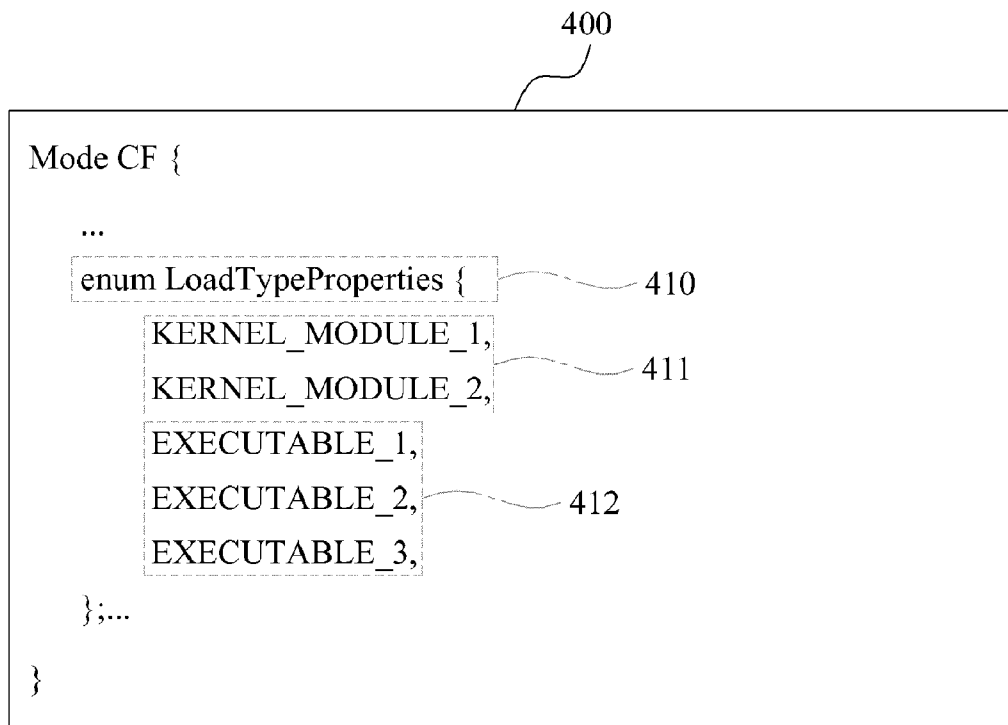 400
Mode CF {
...
enum LoadTypeProperties {
410
KERNEL_MODULE_1,
KERNEL_MODULE_2,
411
EXECUTABLE_1,
EXECUTABLE_2,
412
EXECUTABLE_3,
};...
}